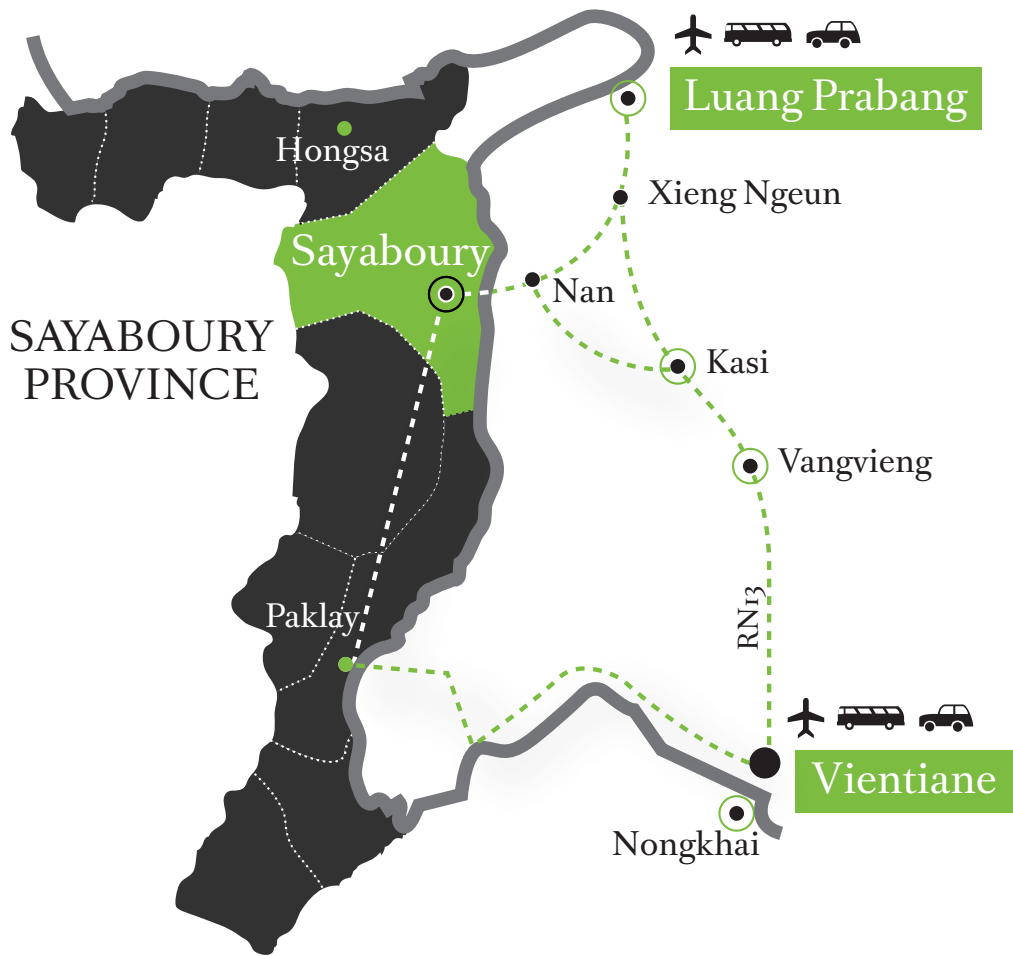 Luang Prabang
Hongsa
Xieng Ngeun
Sayaboury
Nan
SAYABOURY
PROVINCE
Kasi
Vangvieng
RN13
Paklay
Vientiane
Nongkhai